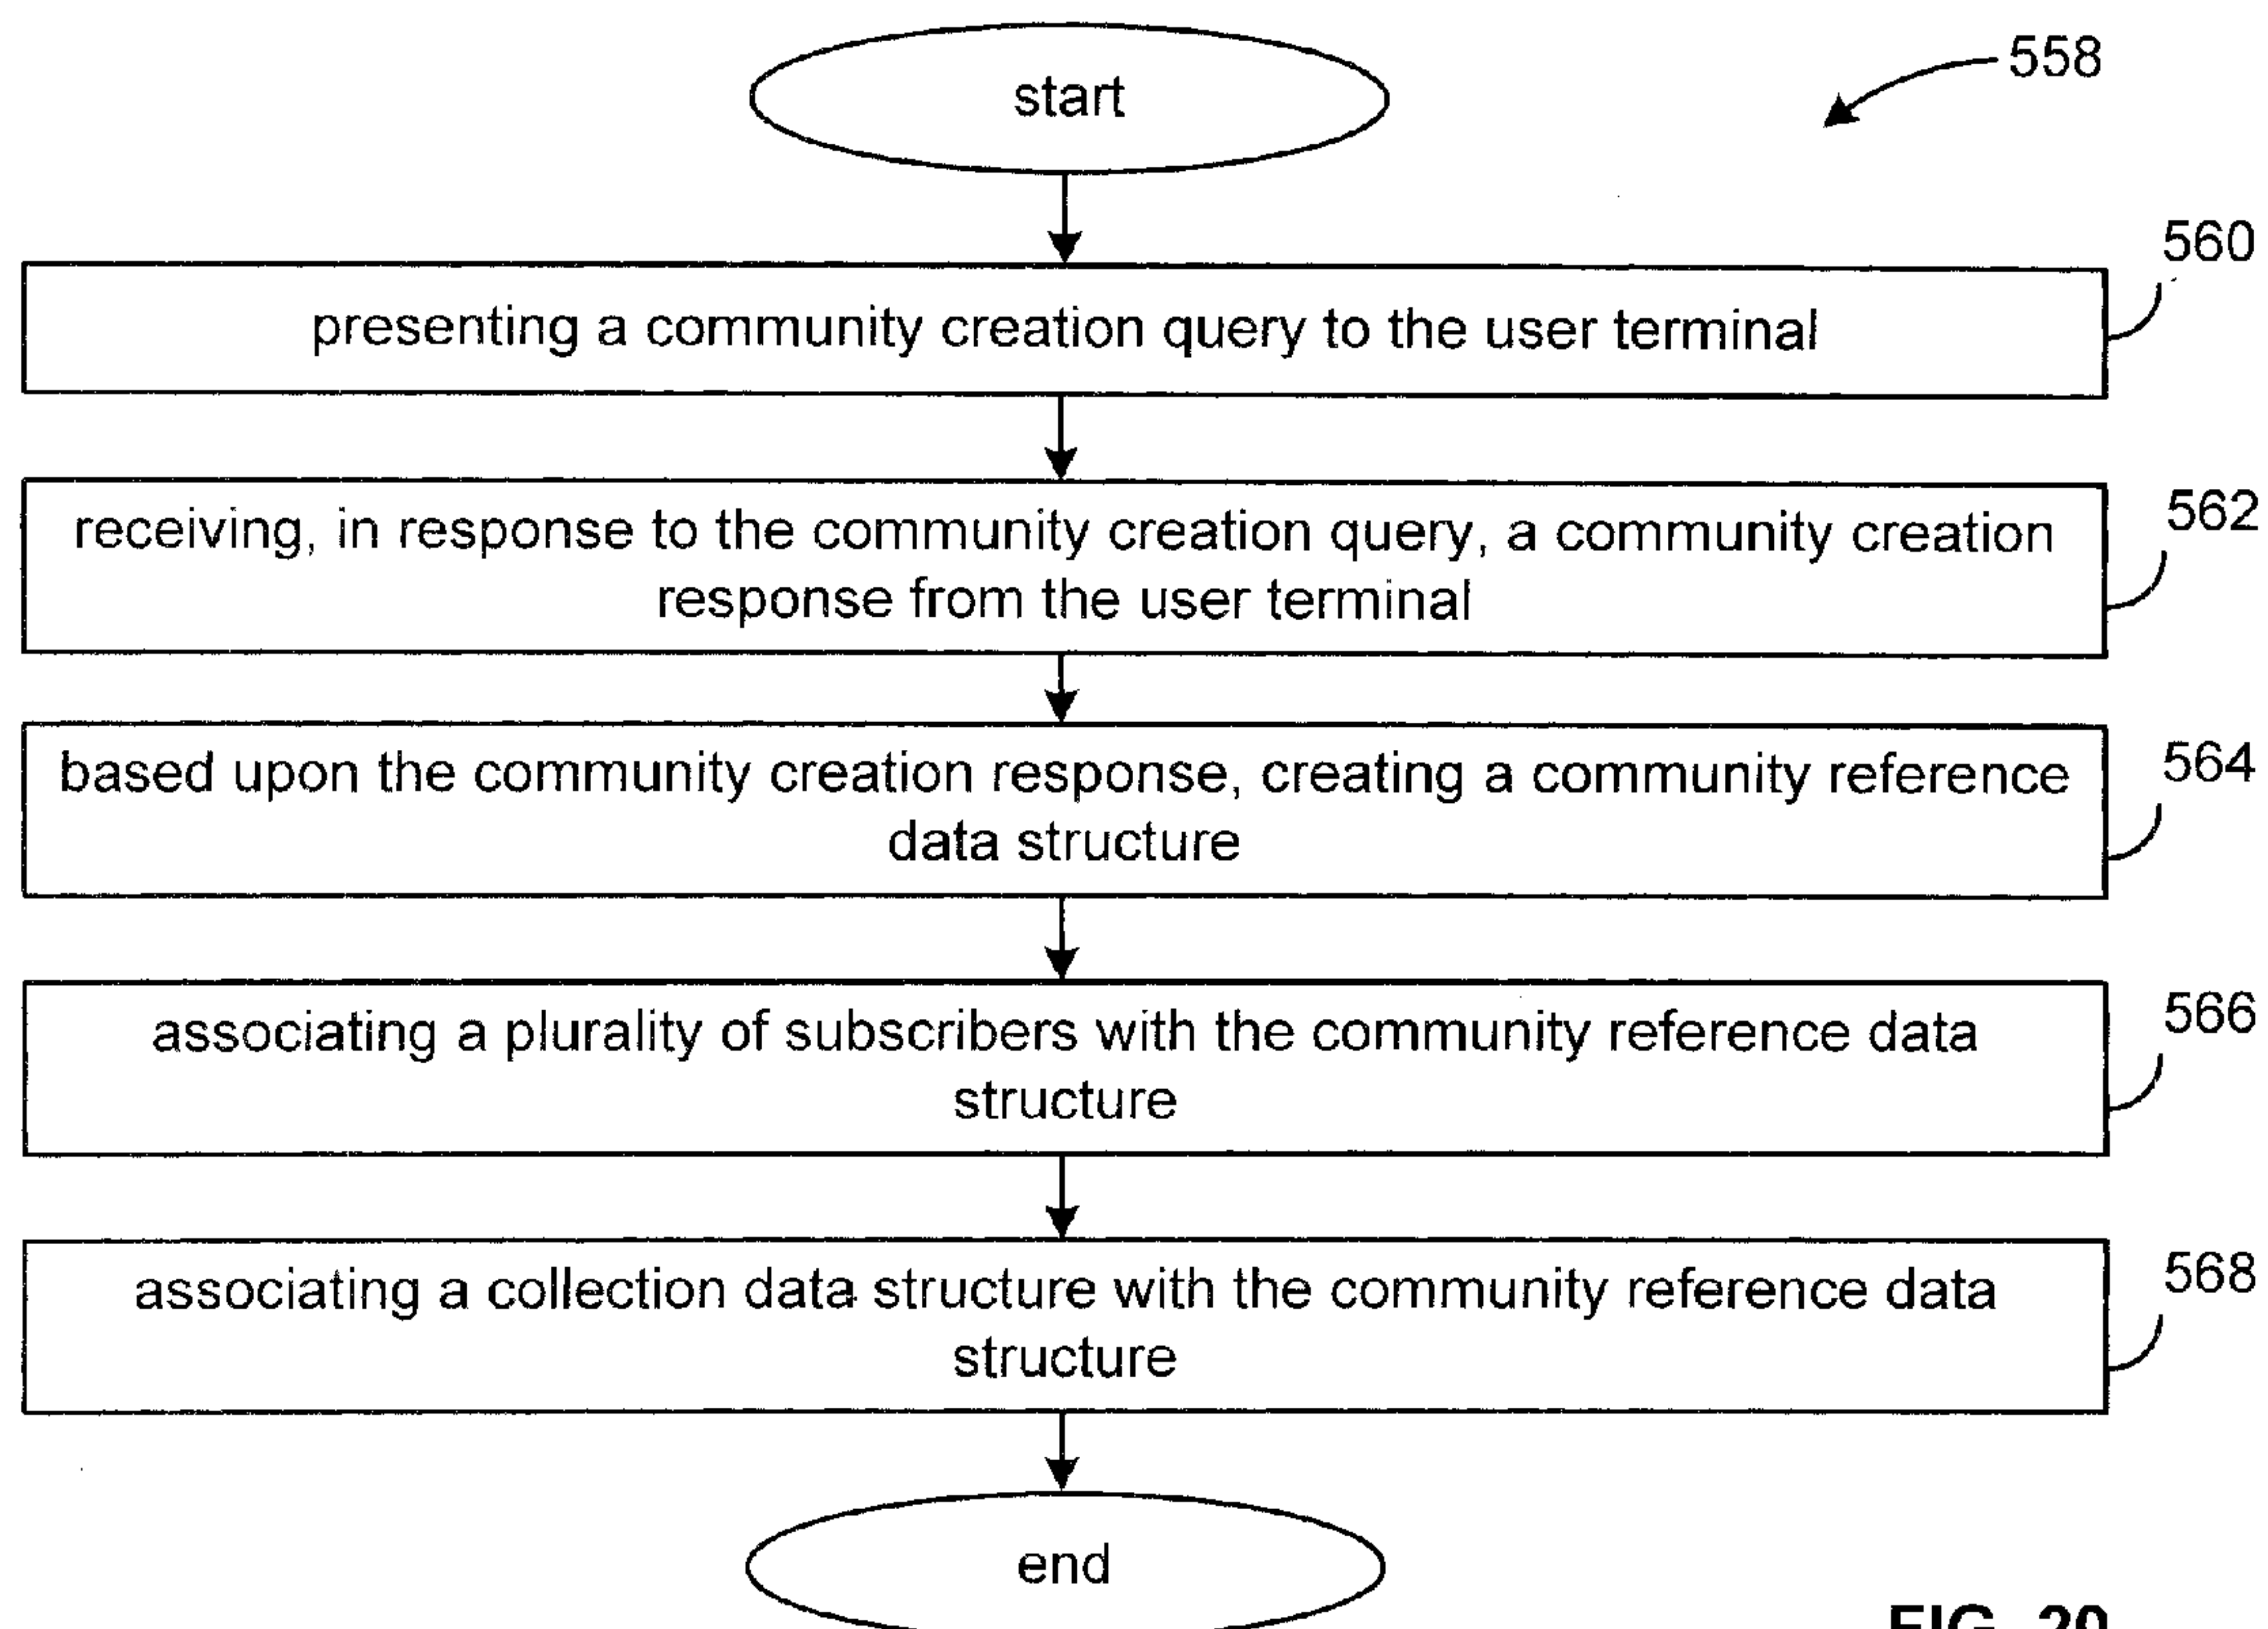 start
558
560
presenting a community creation query to the user terminal
562
receiving, in response to the community creation query, a community creation
response from the user terminal
564
based upon the community creation response, creating a community reference
data structure
566
associating a plurality of subscribers with the community reference data
structure
568
associating a collection data structure with the community reference data
structure
end
FIG.